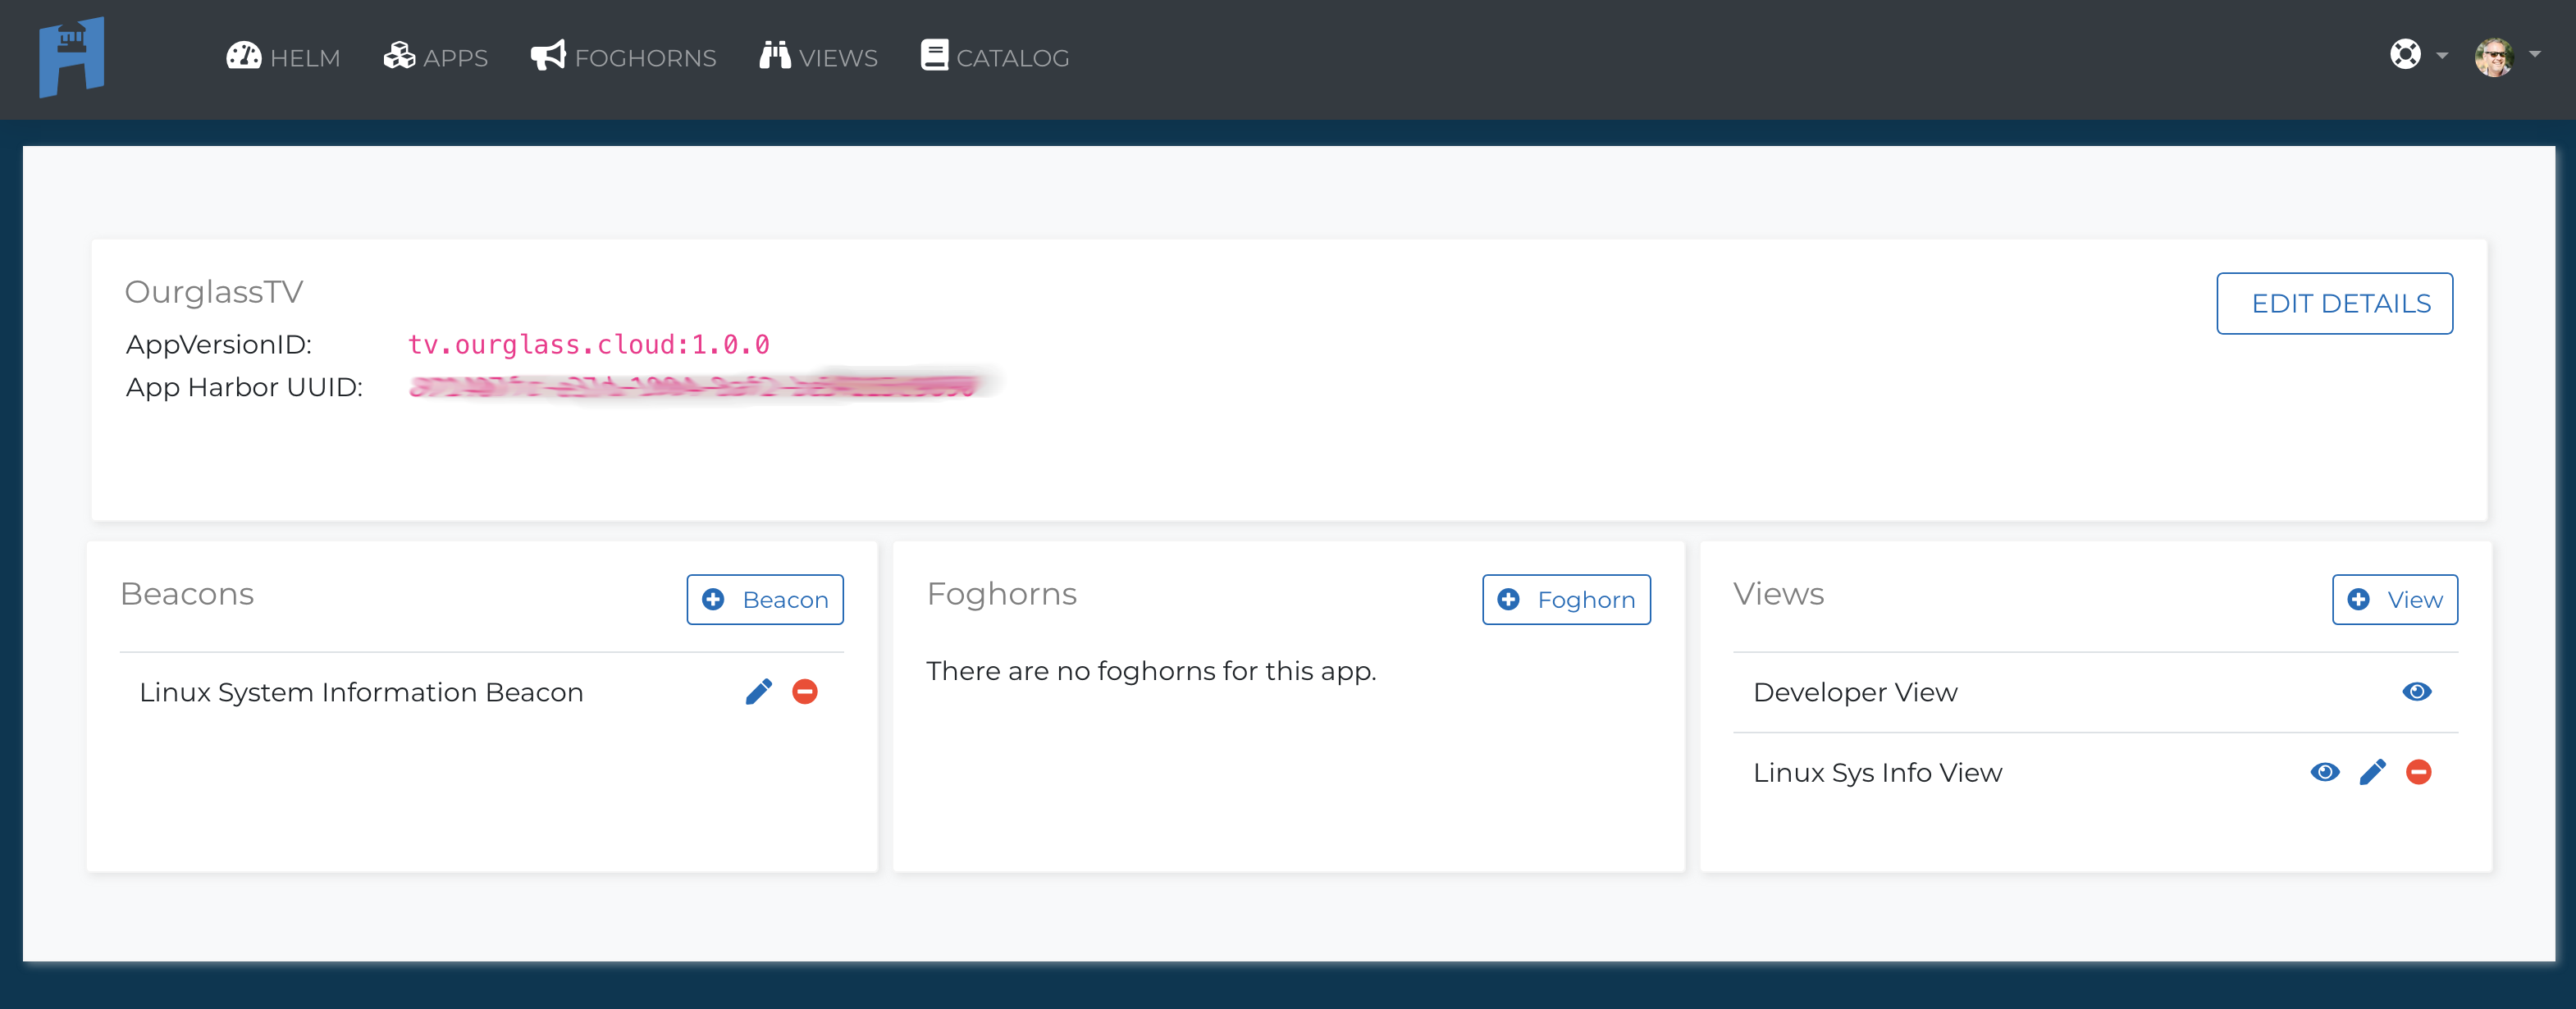 HELM APPS FOGHORNS VIEWS CATALOG
OurglassTV
EDIT DETAILS
AppVersionID: tv.ourglass.cloud:1.0.0
App Harbor UUID:
Beacons
Beacon
Linux System Information Beacon
Foghorns
Foghorn
There are no foghorns for this app.
Views
View
Developer View
Linux Sys Info View